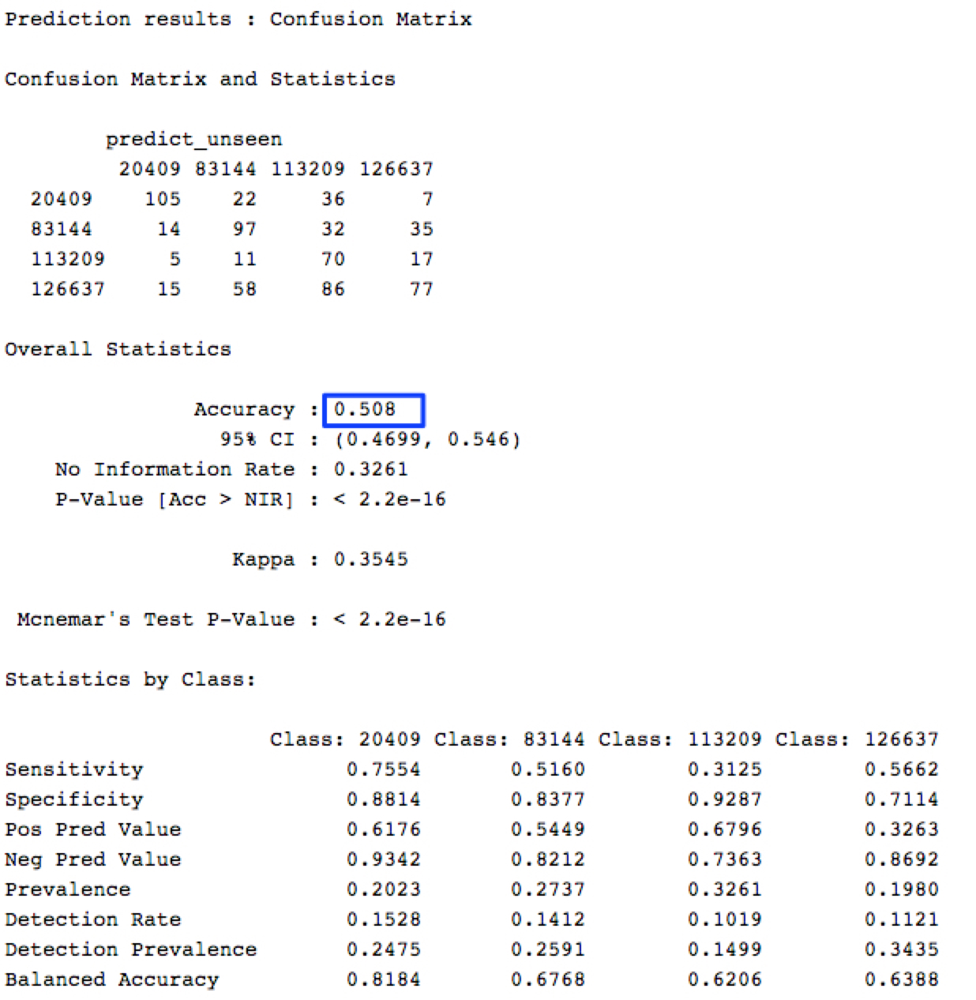 Prediction results : Confusion Matrix
Confusion Matrix and Statistics
predict_unseen
20409 83144 113209 126637
20409 105 22 36 7
83144 14 97 32 35
113209 5 11 70 17
126637 15 58 86 77
Overall Statistics
Accuracy : 0.508
95% CI : (0.4699, 0.546)
No Information Rate : 0.3261
P-Value [Acc > NIR] : < 2.2e-16
Kappa : 0.3545
Mcnemar's Test P-Value : < 2.2e-16
Statistics by Class:
Class: 20409 Class: 83144 Class: 113209 Class: 126637
Sensitivity 0.7554 0.5160 0.3125 0.5662
Specificity 0.8814 0.8377 0.9287 0.7114
Pos Pred Value 0.6176 0.5449 0.6796 0.3263
Neg Pred Value 0.9342 0.8212 0.7363 0.8692
Prevalence 0.2023 0.2737 0.3261 0.1980
Detection Rate 0.1528 0.1412 0.1019 0.1121
Detection Prevalence 0.2475 0.2591 0.1499 0.3435
Balanced Accuracy 0.8184 0.6768 0.6206 0.6388